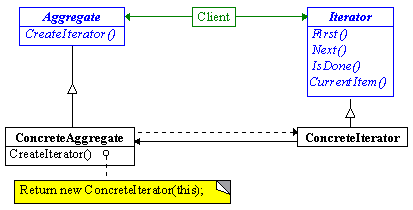 Aggregate
CreateIterator()
Client
Iterator
First()
Next()
IsDone()
CurrentItem()
ConcreteAggregate
CreateIterator()
ConcreteIterator
Return new ConcreteIterator(this);